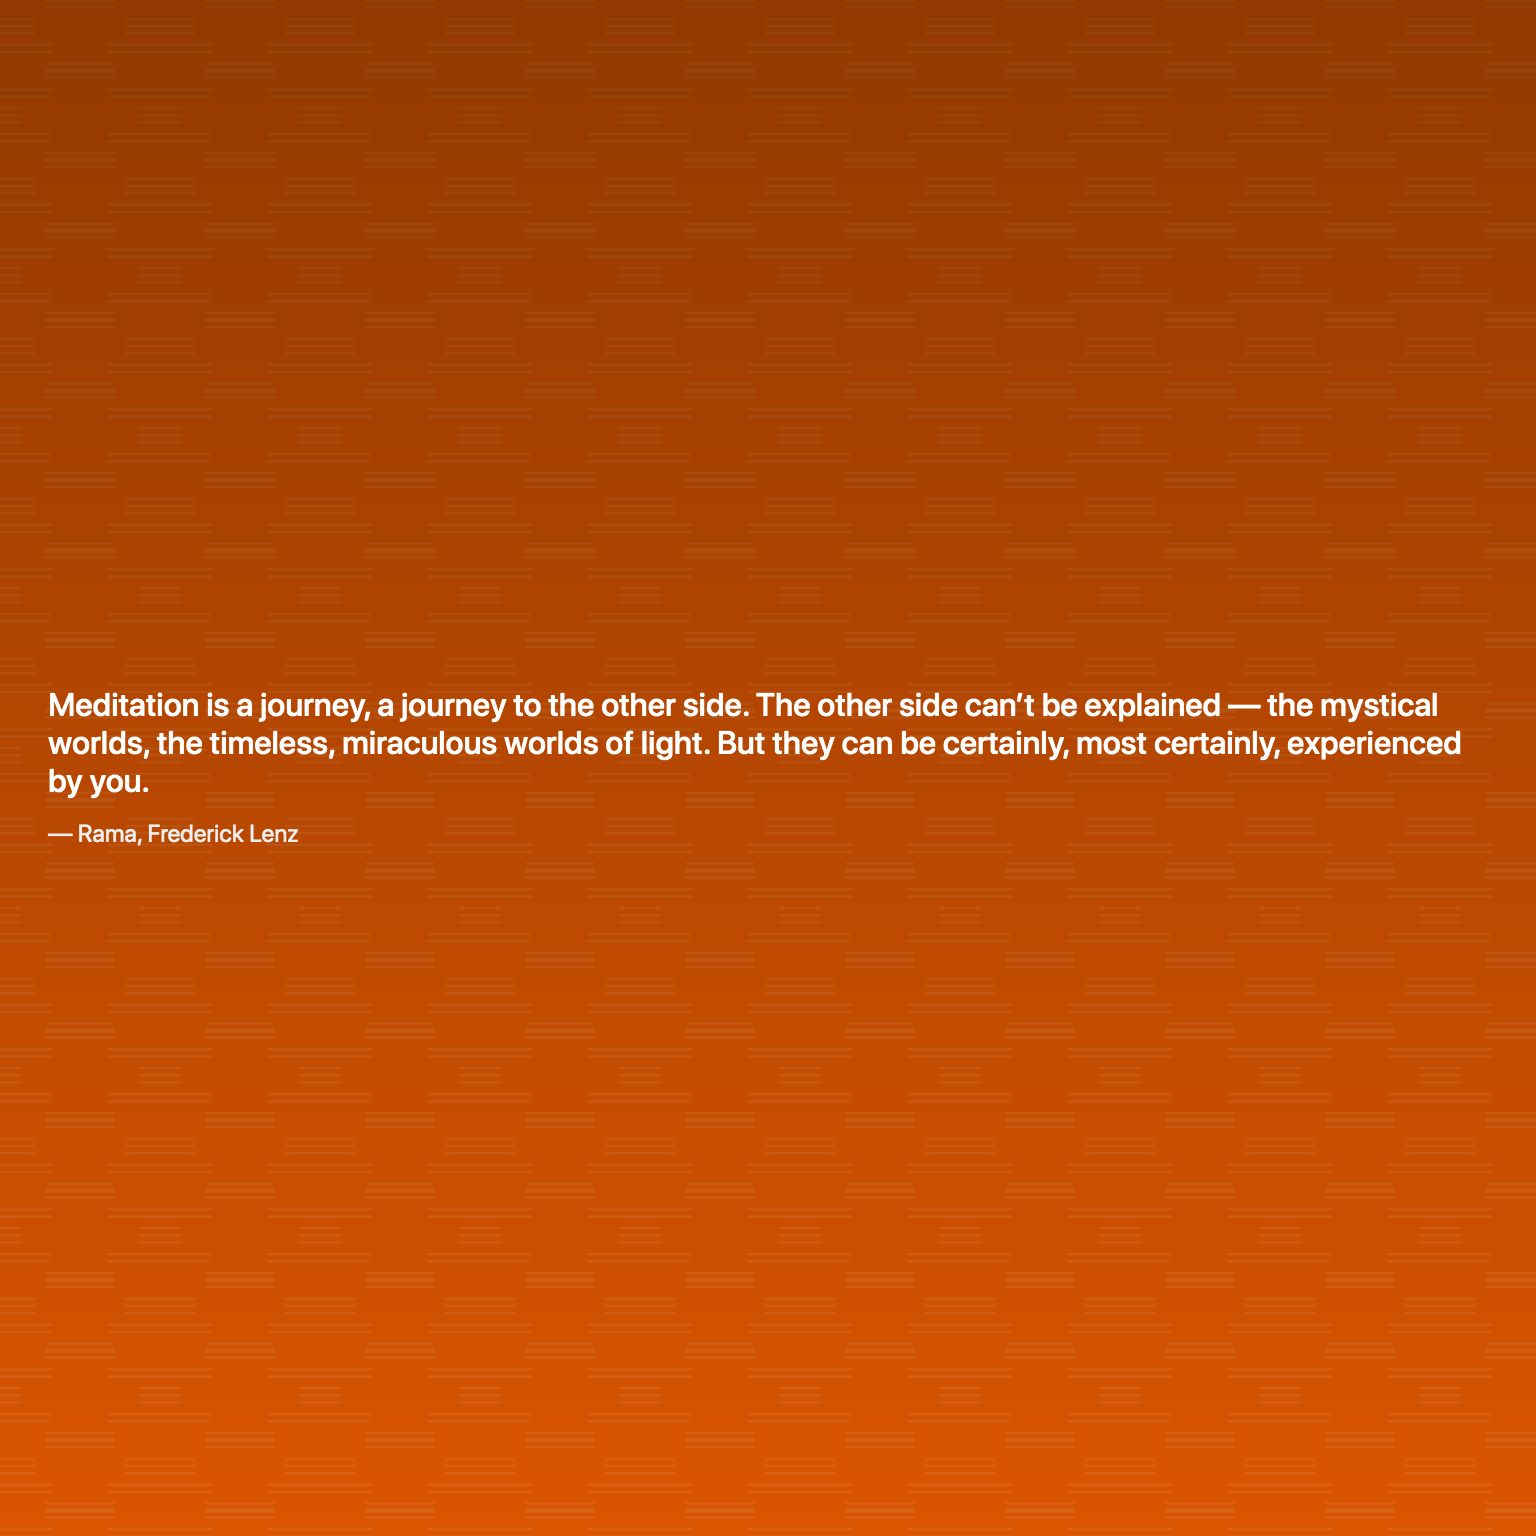 Meditation is a journey, a journey to the other side. The other side can’t be explained — the mystical
worlds, the timeless, miraculous worlds of light. But they can be certainly, most certainly, experienced
by you.
— Rama, Frederick Lenz